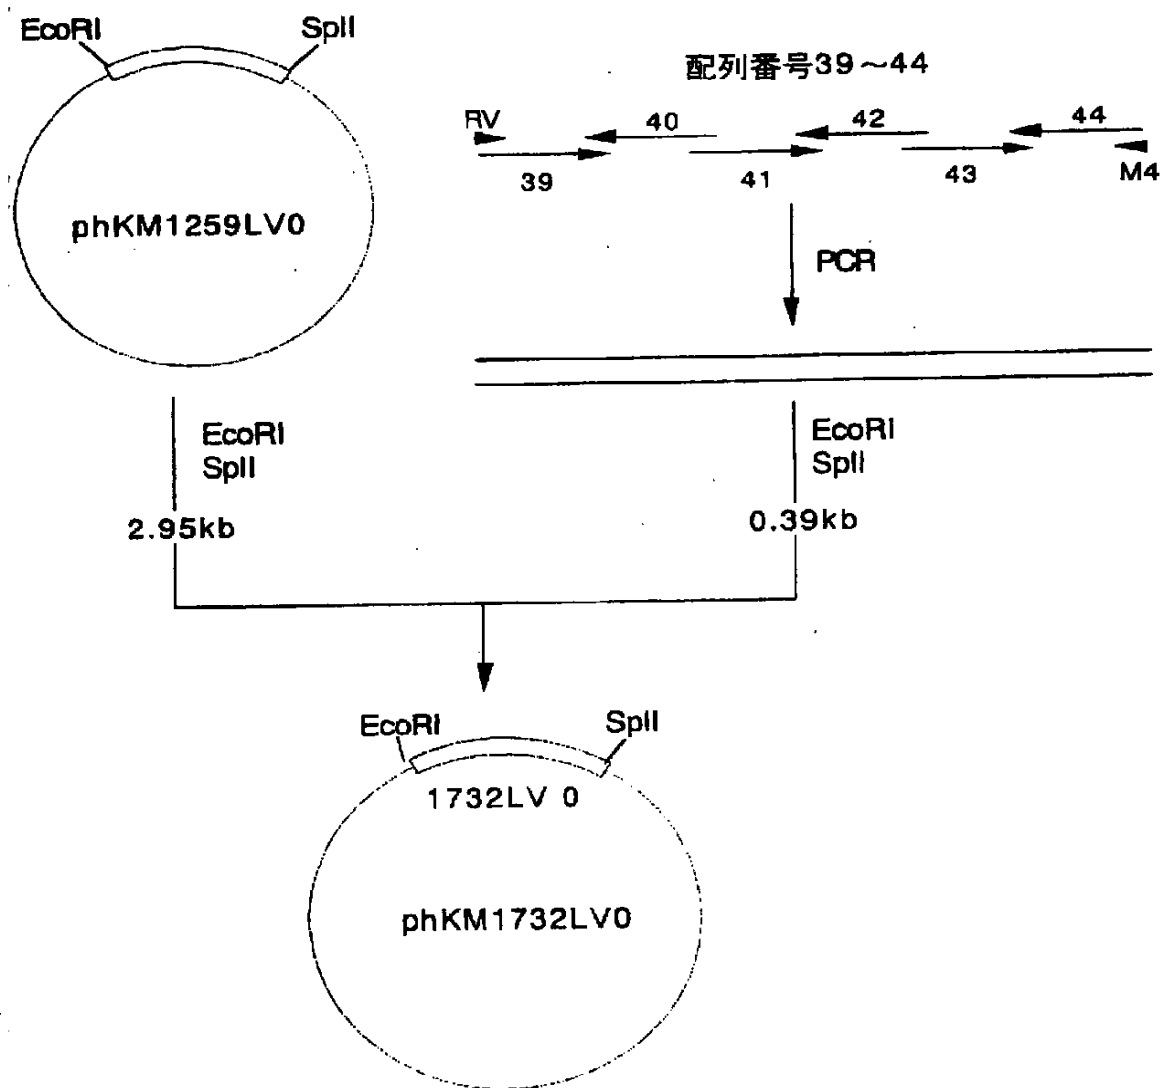 EcoRI
SplI
phKM1259LV0
配列番号39～44
RV
40
42
44
39
41
43
M4
PCR
EcoRI
SplI
2.95kb
EcoRI
SplI
0.39kb
EcoRI
SplI
1732LV 0
phKM1732LV0